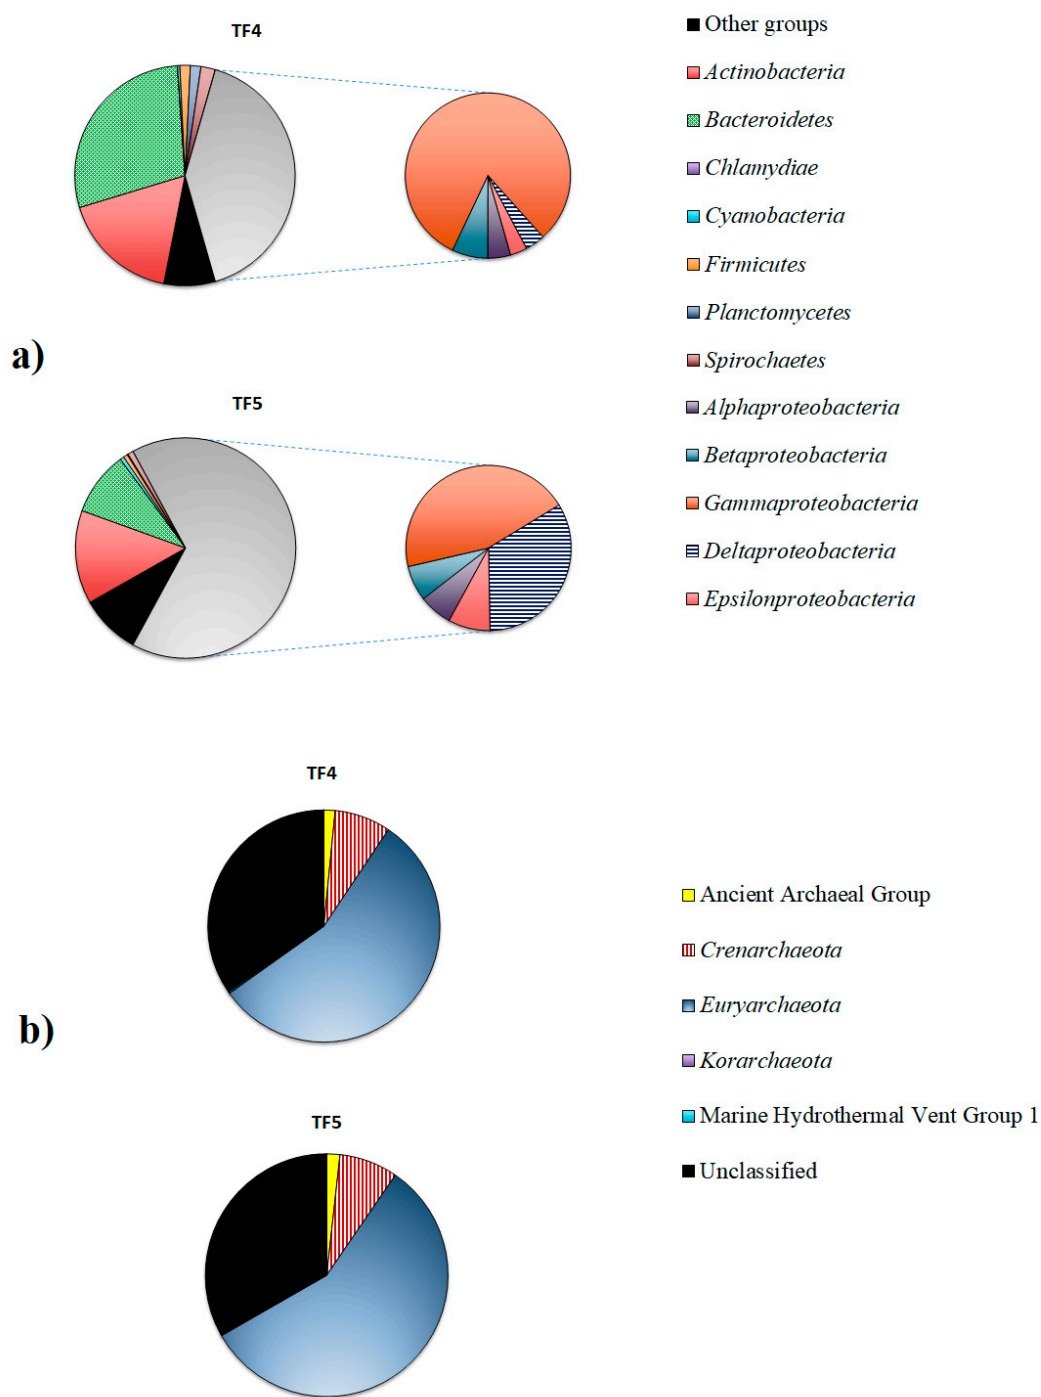 TF4
Other groups
Actinobacteria
Bacteroidetes
Chlamydiae
Cyanobacteria
Firmicutes
Planctomycetes
Spirochaetes
Alphaproteobacteria
Betaproteobacteria
Gammaproteobacteria
Deltaproteobacteria
Epsilonproteobacteria
a)
TF5
TF4
b)
TF5
Ancient Archaeal Group
Crenarchaeota
Euryarchaeota
Korarchaeota
Marine Hydrothermal Vent Group 1
Unclassified